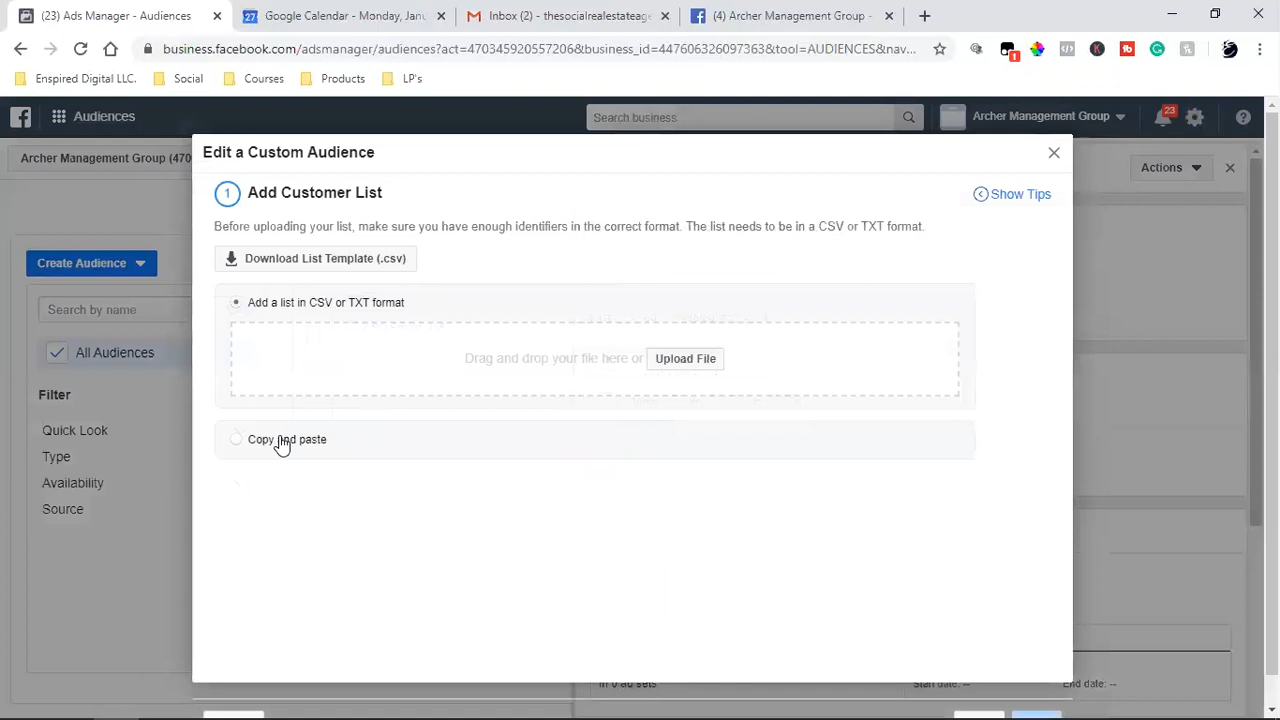 (23) Ads Manager - Audiences
Google Calendar - Monday, Janu
Inbox (2) - thesocialrealestateag
(4) Archer Management Group -
business.facebook.com/adsmanager/audiences?act=470345920557206&business_id=447606326097363&tool=AUDIENCES&nav...
1
Enspired Digital LLC.
Social
Courses
Products
LP's
Audiences
Search business
Archer Management Group
23
Archer Management Group (470
Edit a Custom Audience
Actions
1 Add Customer List
Show Tips
Before uploading your list, make sure you have enough identifiers in the correct format. The list needs to be in a CSV or TXT format.
Download List Template (.csv)
Create Audience
Add a list in CSV or TXT format
Search by name
All Audiences
Drag and drop your file here or Upload File
Filter
Quick Look
Copy and paste
Type
Availability
Source
in 0 ad sets
Start date: --
End date: --